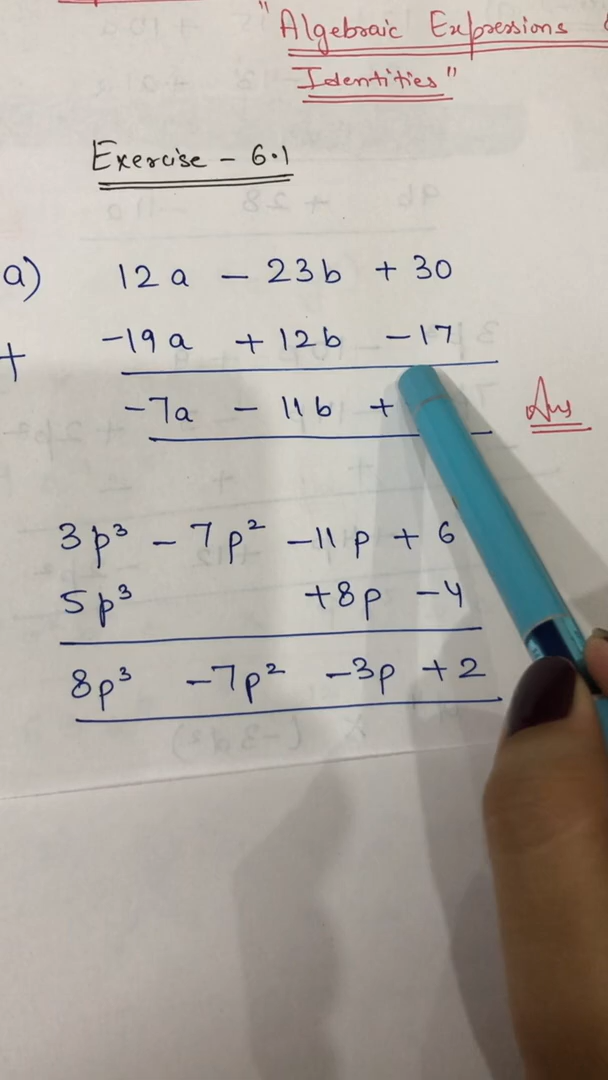 "Algebraic Expressions
Identities"
Exercise - 6.1
a) 12a - 23b + 30
+ -19a + 12b - 17
-7a - 11b +
Ans
3p³ - 7p² - 11p + 6
5p³ + 8p - 4
8p³ - 7p² - 3p + 2